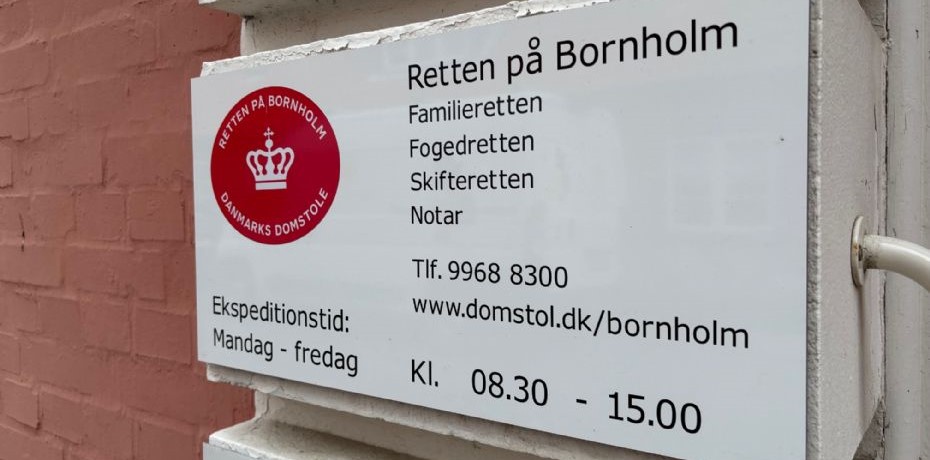 RETTEN PÅ BORNHOLM
DANMARKS DOMSTOLE
Retten på Bornholm
Familieretten
Fogedretten
Skifteretten
Notar
Tlf. 9968 8300
www.domstol.dk/bornholm
Ekspeditionstid:
Mandag - fredag Kl. 08.30 - 15.00